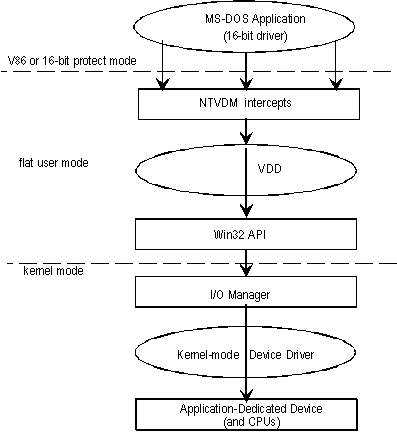 MS-DOS Application
(16-bit driver)
V86 or 16-bit protect mode
NTVDM intercepts
flat user mode
VDD
Win32 API
kernel mode
I/O Manager
Kernel-mode Device Driver
Application-Dedicated Device
(and CPUs)